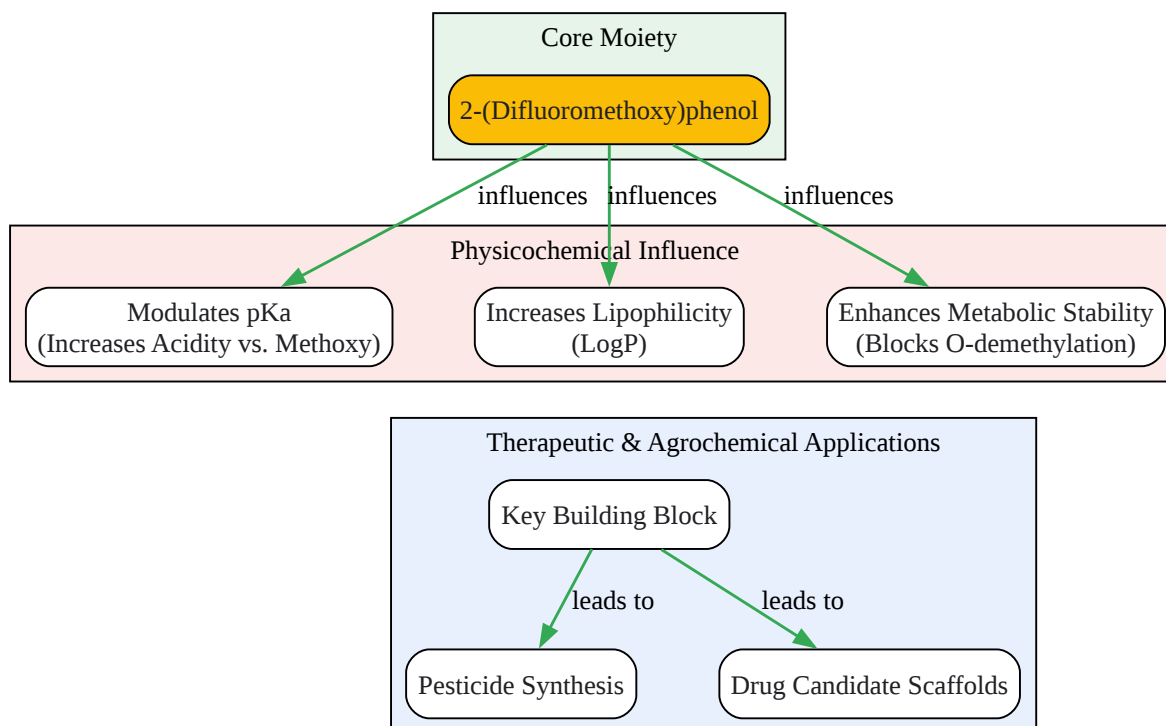 Core Moiety
2-(Difluoromethoxy)phenol
influences
influences
influences
Physicochemical Influence
Modulates pKa
(Increases Acidity vs. Methoxy)
Increases Lipophilicity
(LogP)
Enhances Metabolic Stability
(Blocks O-demethylation)
Therapeutic & Agrochemical Applications
Key Building Block
leads to
leads to
Pesticide Synthesis
Drug Candidate Scaffolds